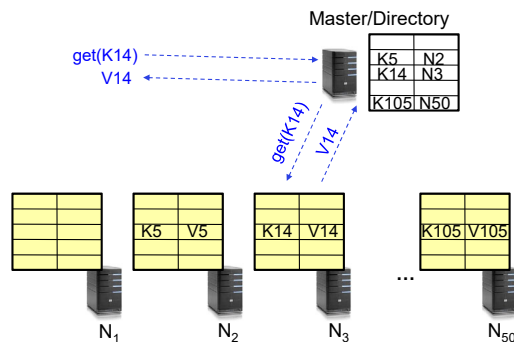 Master/Directory
get(K14)
V14
K5 N2
K14 N3
K105 N50
get(K14)
V14
K5 V5
K14 V14
K105 V105
...
N1
N2
N3
N50